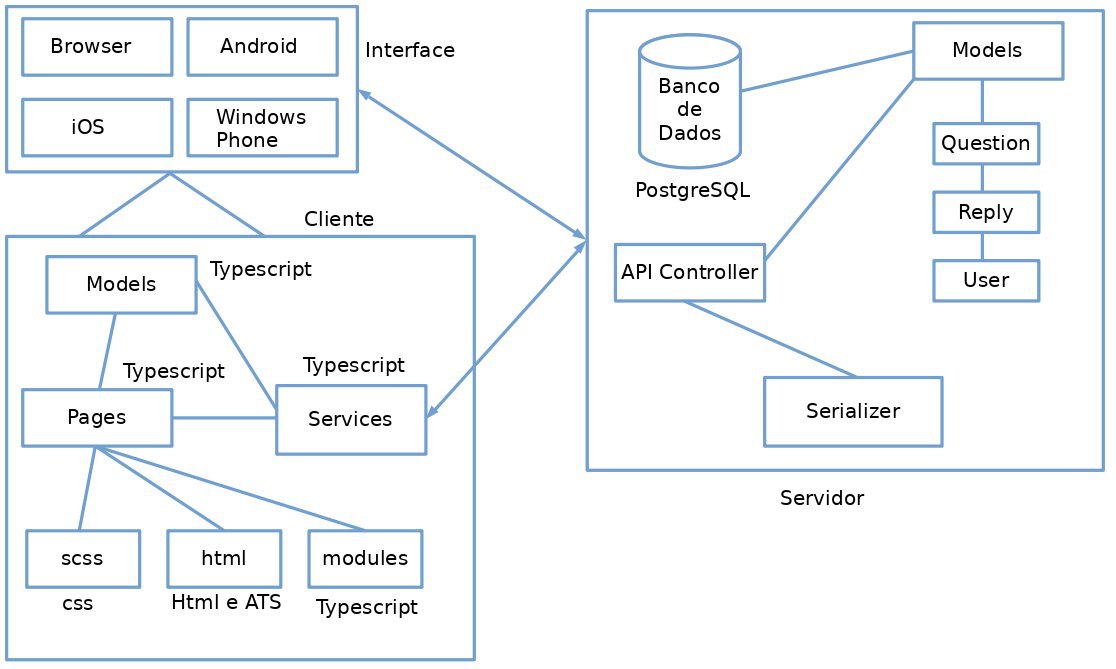 Browser
Android
Interface
iOS
Windows
Phone
Cliente
Models
Typescript
Typescript
Typescript
Pages
Services
scss
html
modules
css
Html e ATS
Typescript
Banco
de
Dados
PostgreSQL
Models
Question
Reply
User
API Controller
Serializer
Servidor